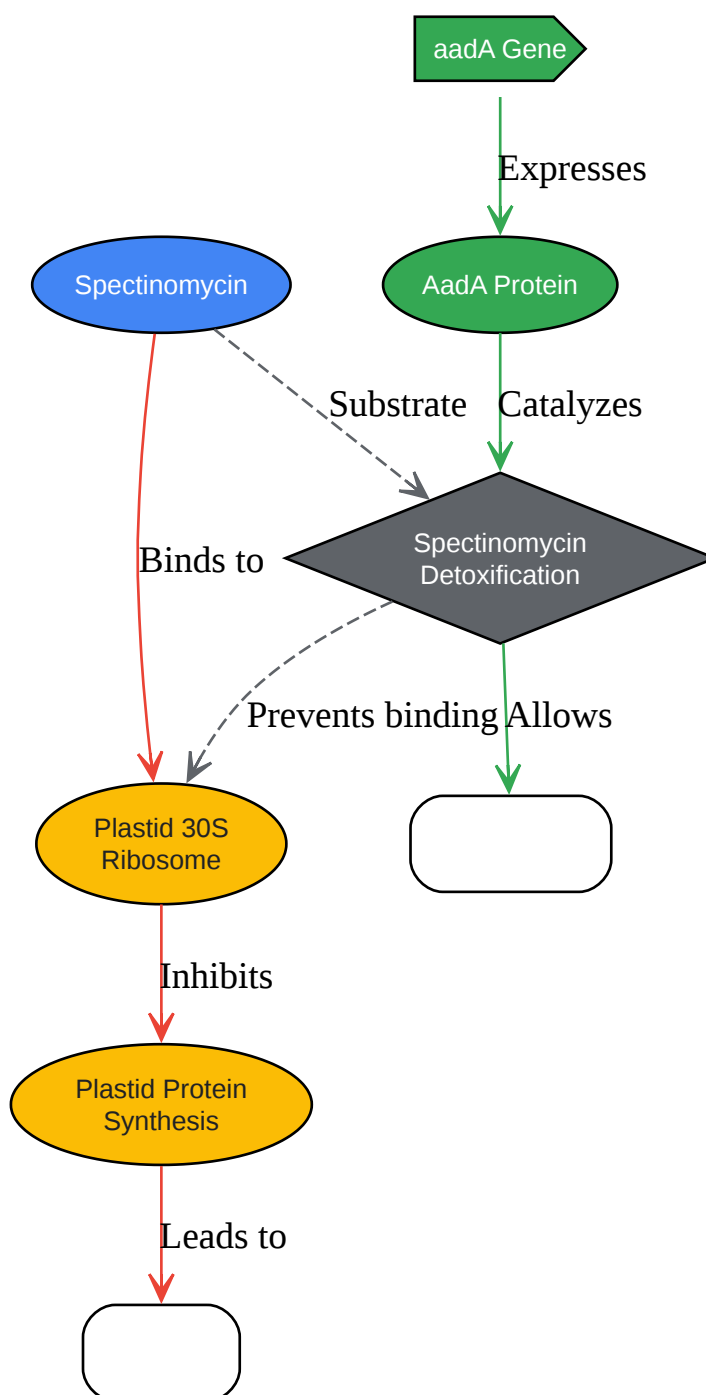 aadA Gene
Expresses
Spectinomycin
AadA Protein
Substrate
Catalyzes
Spectinomycin
Detoxification
Binds to
Prevents binding
Allows
Plastid 30S
Ribosome
Inhibits
Plastid Protein
Synthesis
Leads to